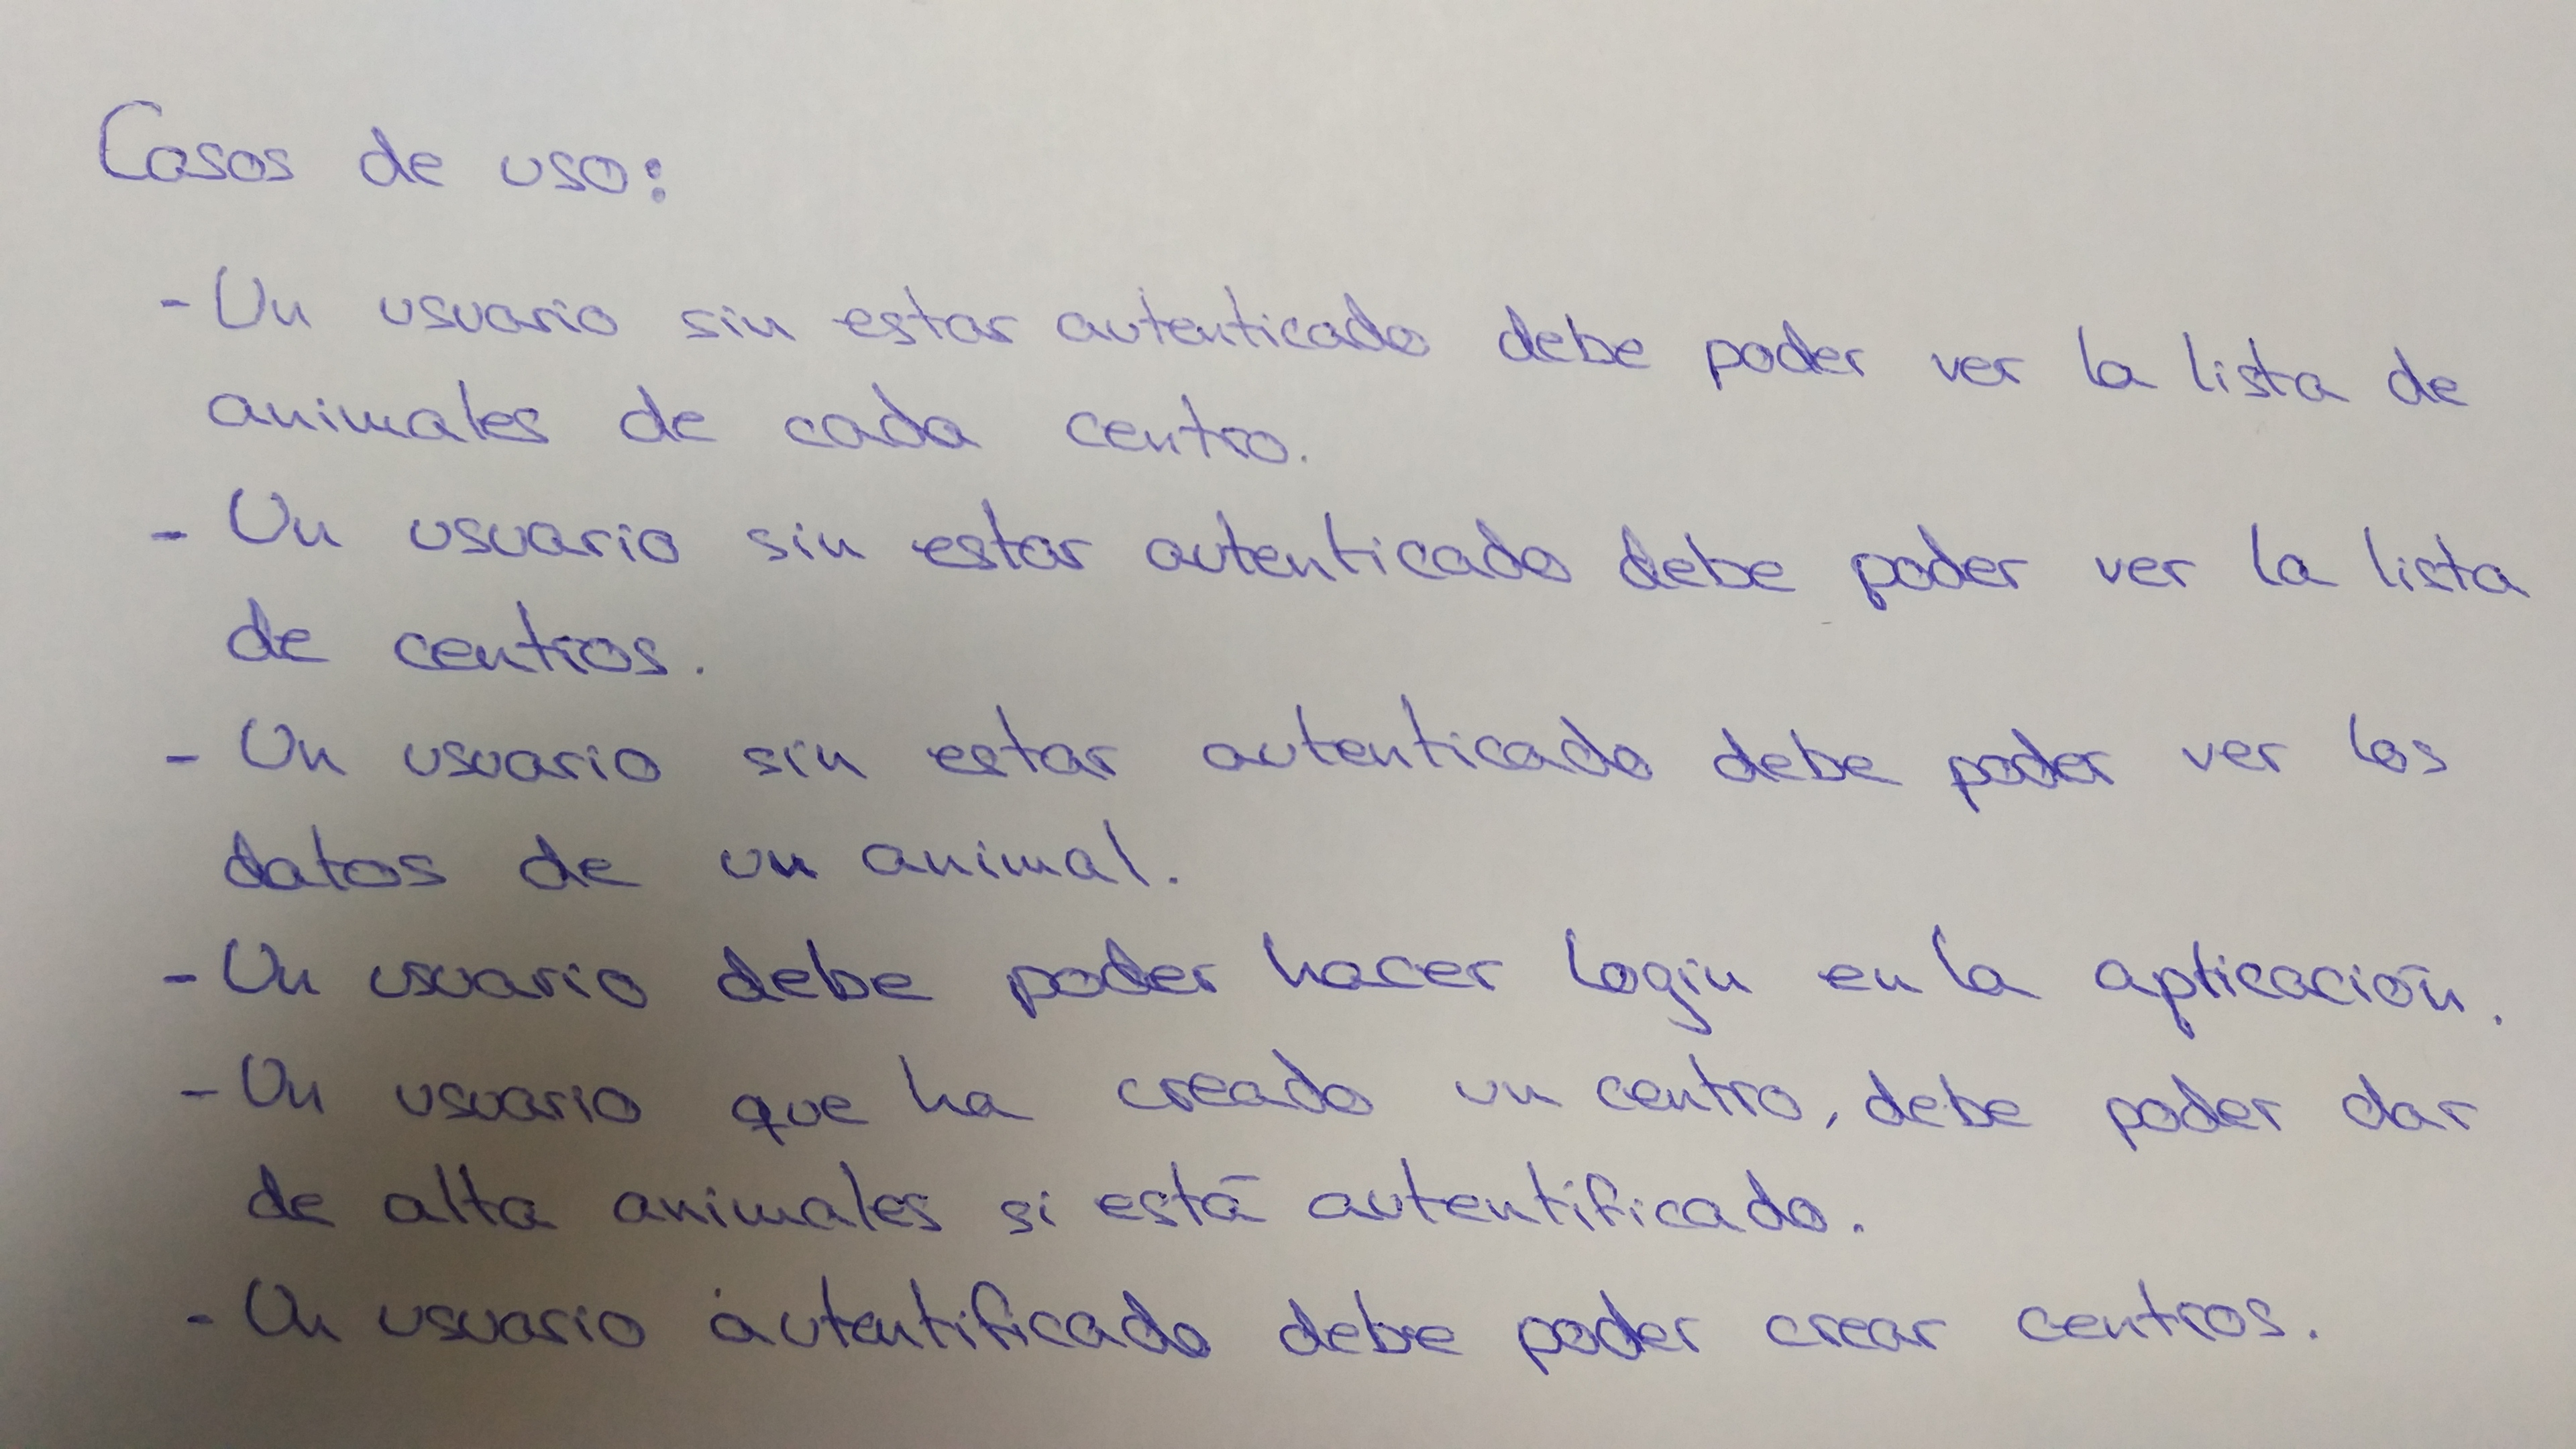 Casos de uso:
- Un usuario sin estar autenticado debe poder ver la lista de
animales de cada centro.
- Un usuario sin estar autenticado debe poder ver la lista
de centros.
- Un usuario sin estar autenticado debe poder ver los
datos de un animal.
- Un usuario debe poder hacer login en la aplicación.
- Un usuario que ha creado un centro, debe poder dar
de alta animales si está autentificado.
- Un usuario autentificado debe poder crear centros.